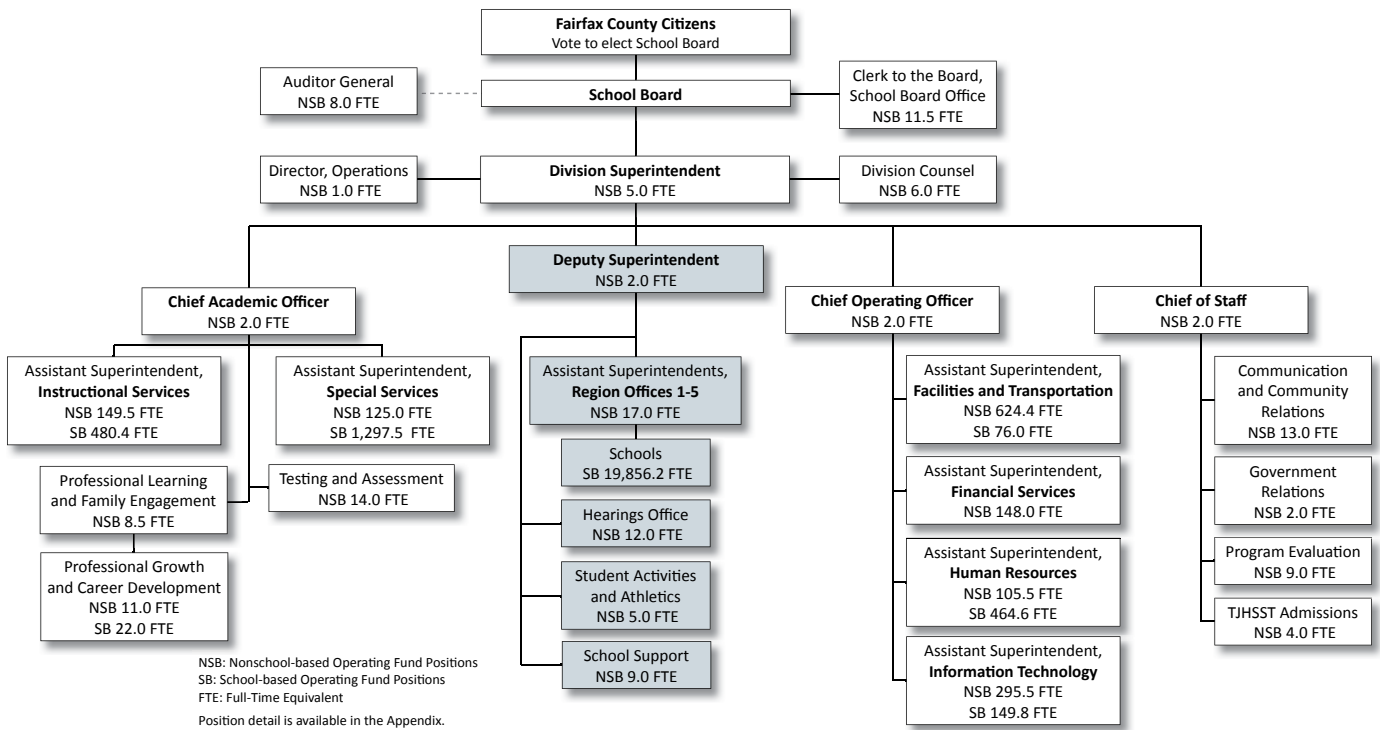 Fairfax County Citizens
Vote to elect School Board
Auditor General
NSB 8.0 FTE
School Board
Clerk to the Board,
School Board Office
NSB 11.5 FTE
Director, Operations
NSB 1.0 FTE
Division Superintendent
NSB 5.0 FTE
Division Counsel
NSB 6.0 FTE
Deputy Superintendent
NSB 2.0 FTE
Chief Academic Officer
NSB 2.0 FTE
Chief Operating Officer
NSB 2.0 FTE
Chief of Staff
NSB 2.0 FTE
Assistant Superintendent,
Instructional Services
NSB 149.5 FTE
SB 480.4 FTE
Assistant Superintendent,
Special Services
NSB 125.0 FTE
SB 1,297.5 FTE
Professional Learning
and Family Engagement
NSB 8.5 FTE
Testing and Assessment
NSB 14.0 FTE
Professional Growth
and Career Development
NSB 11.0 FTE
SB 22.0 FTE
Assistant Superintendents,
Region Offices 1-5
NSB 17.0 FTE
Schools
SB 19,856.2 FTE
Hearings Office
NSB 12.0 FTE
Student Activities
and Athletics
NSB 5.0 FTE
School Support
NSB 9.0 FTE
Assistant Superintendent,
Facilities and Transportation
NSB 624.4 FTE
SB 76.0 FTE
Assistant Superintendent,
Financial Services
NSB 148.0 FTE
Assistant Superintendent,
Human Resources
NSB 105.5 FTE
SB 464.6 FTE
Assistant Superintendent,
Information Technology
NSB 295.5 FTE
SB 149.8 FTE
Communication
and Community
Relations
NSB 13.0 FTE
Government
Relations
NSB 2.0 FTE
Program Evaluation
NSB 9.0 FTE
TJHSST Admissions
NSB 4.0 FTE
NSB: Nonschool-based Operating Fund Positions
SB: School-based Operating Fund Positions
FTE: Full-Time Equivalent
Position detail is available in the Appendix.